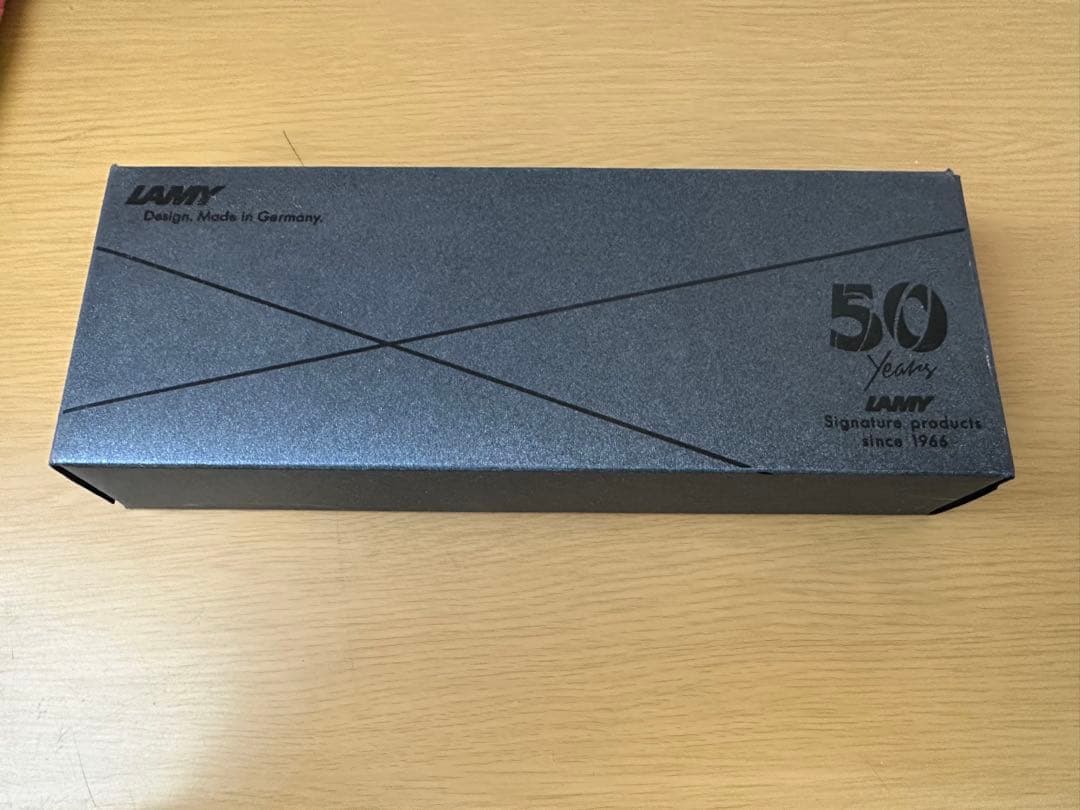 LAMY
Design. Made in Germany.
50
Years
LAMY
Signature products
since 1966